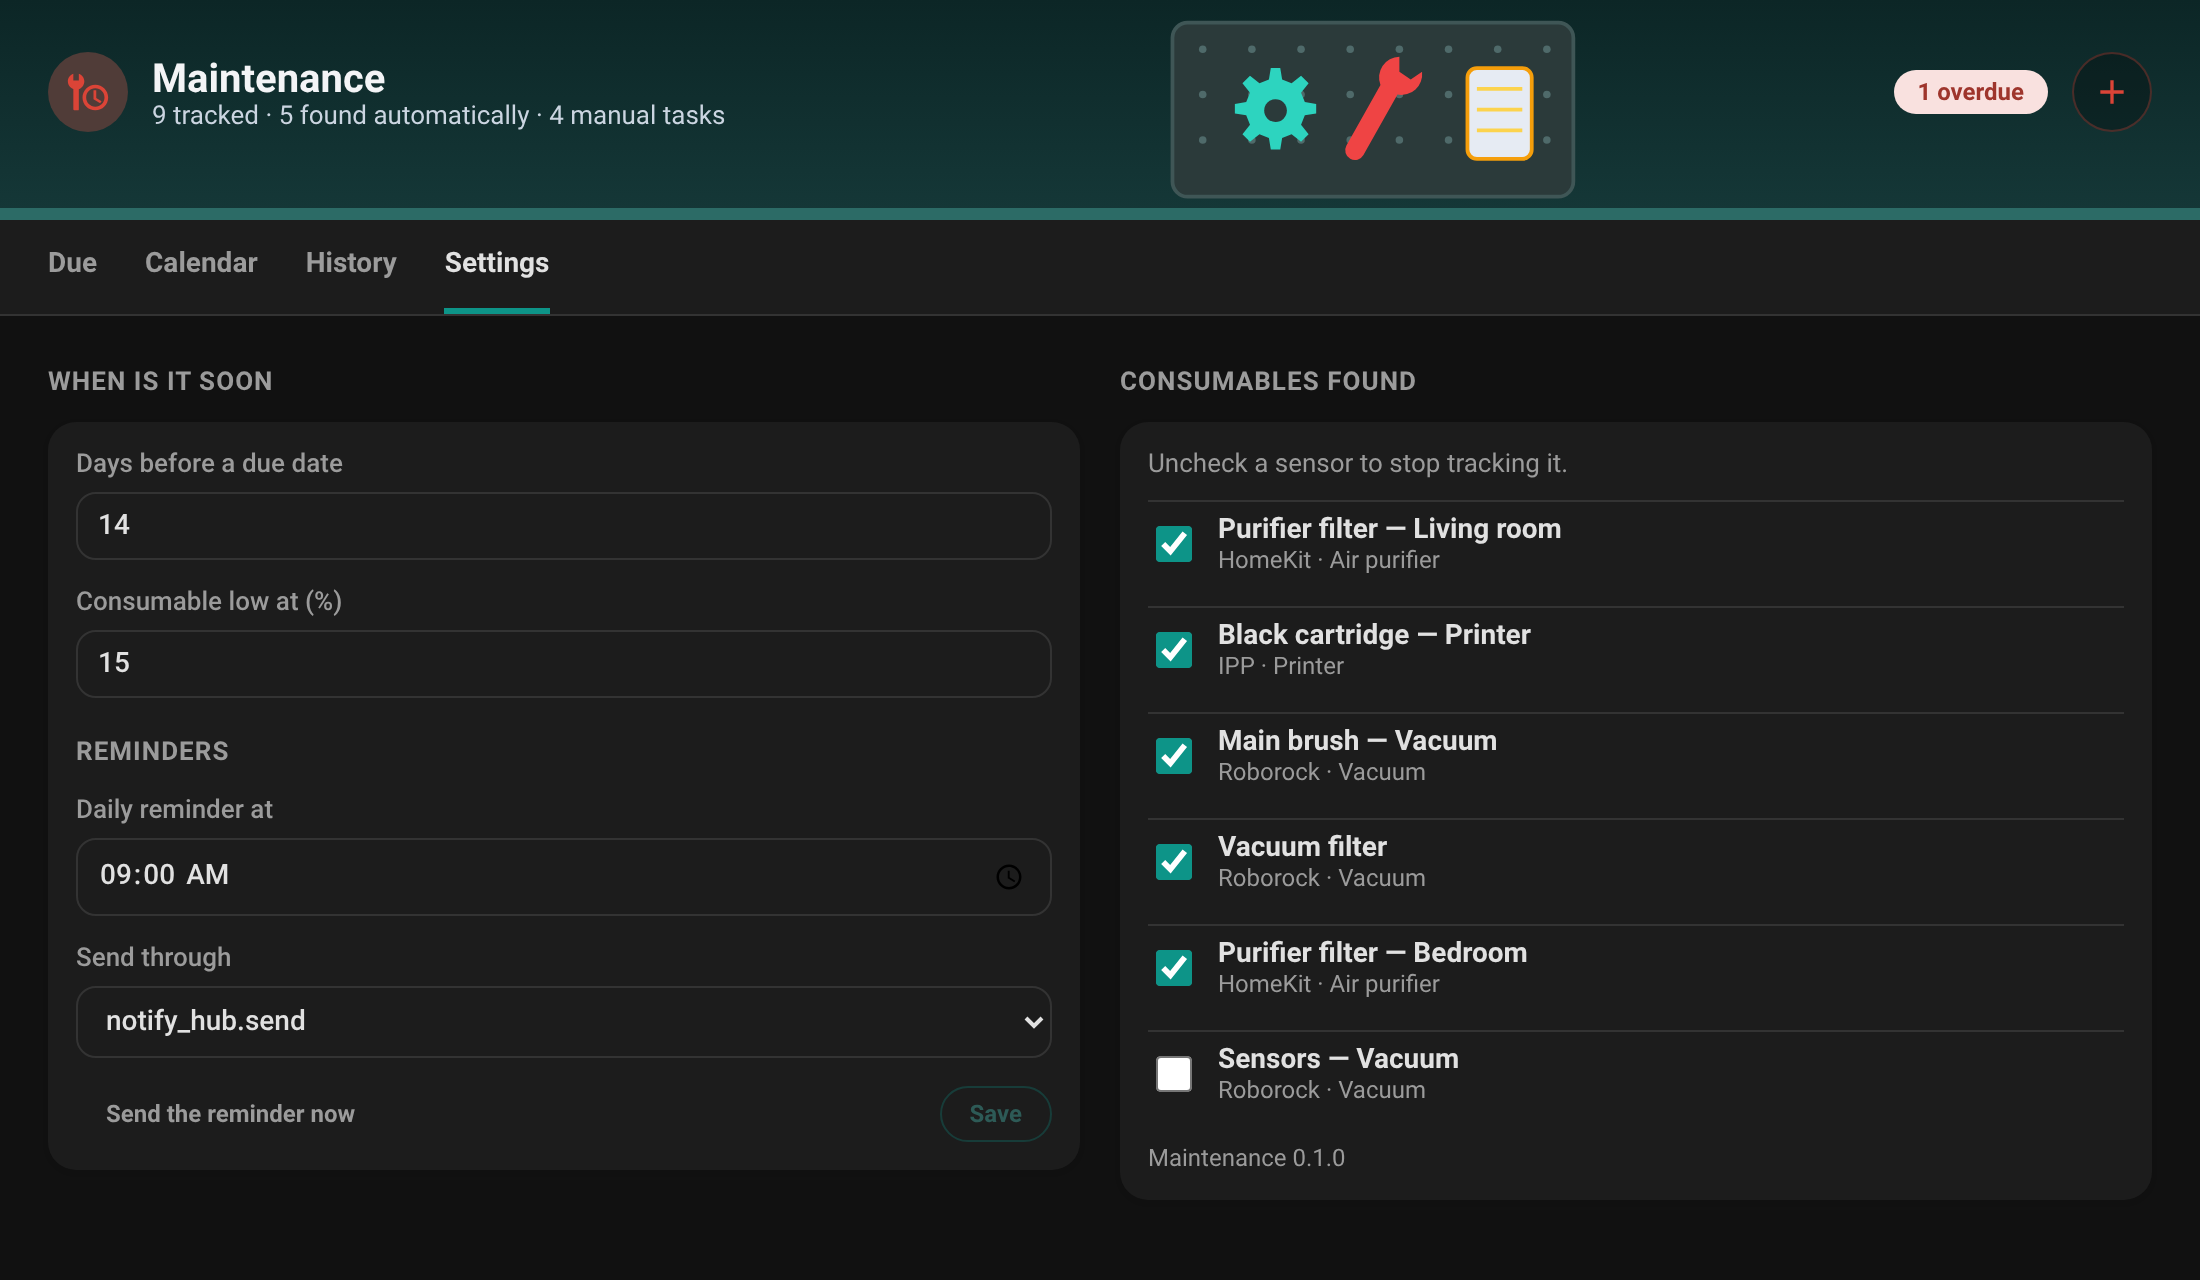 Maintenance
9 tracked · 5 found automatically · 4 manual tasks
1 overdue
Due
Calendar
History
Settings
WHEN IS IT SOON
Days before a due date
14
Consumable low at (%)
15
REMINDERS
Daily reminder at
09:00 AM
Send through
notify_hub.send
Send the reminder now
Save
CONSUMABLES FOUND
Uncheck a sensor to stop tracking it.
Purifier filter — Living room
HomeKit · Air purifier
Black cartridge — Printer
IPP · Printer
Main brush — Vacuum
Roborock · Vacuum
Vacuum filter
Roborock · Vacuum
Purifier filter — Bedroom
HomeKit · Air purifier
Sensors — Vacuum
Roborock · Vacuum
Maintenance 0.1.0